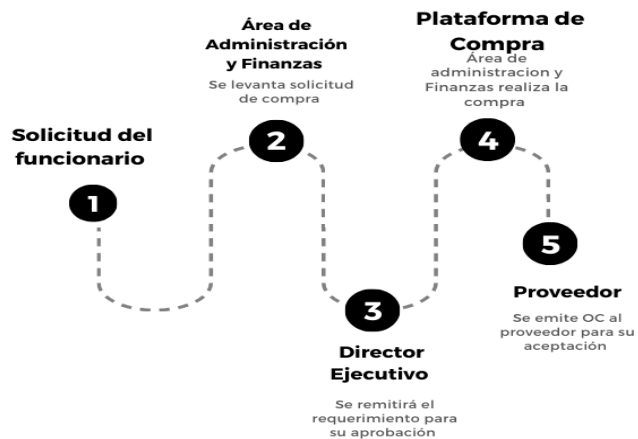 Solicitud del
funcionario
1
Área de
Administración
y Finanzas
Se levanta solicitud
de compra
2
3
Director
Ejecutivo
Se remitirá el
requerimiento para
su aprobación
Plataforma de
Compra
Área de
administracion y
Finanzas realiza la
compra
4
5
Proveedor
Se emite OC al
proveedor para su
aceptación